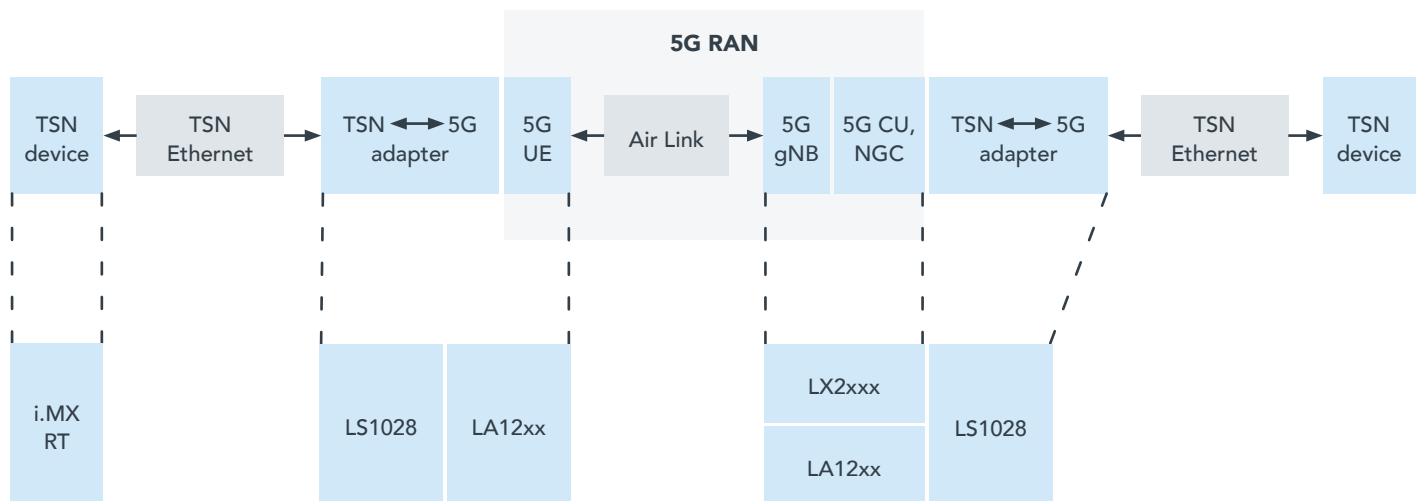 5G RAN
TSN
device
TSN
Ethernet
TSN 5G
adapter
5G
UE
Air Link
5G
gNB
5G CU,
NGC
TSN 5G
adapter
TSN
Ethernet
TSN
device
i.MX
RT
LS1028
LA12xx
LX2xxx
LA12xx
LS1028